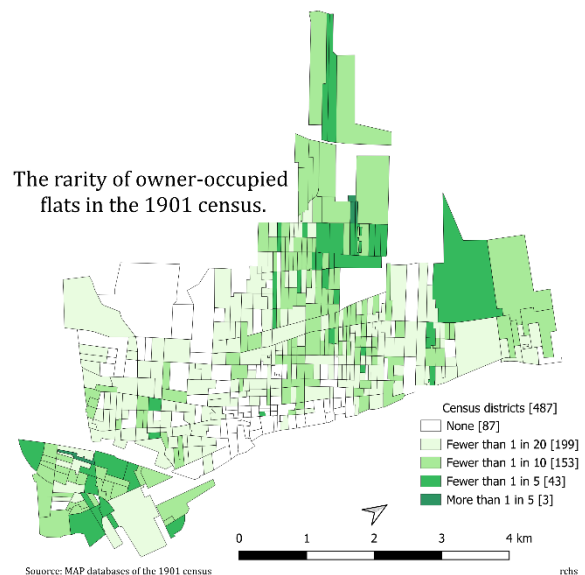 The rarity of owner-occupied
flats in the 1901 census.
Census districts [487]
None [87]
Fewer than 1 in 20 [199]
Fewer than 1 in 10 [153]
Fewer than 1 in 5 [43]
More than 1 in 5 [3]
0 1 2 3 4 km
Sourorce: MAP databases of the 1901 census
rchs